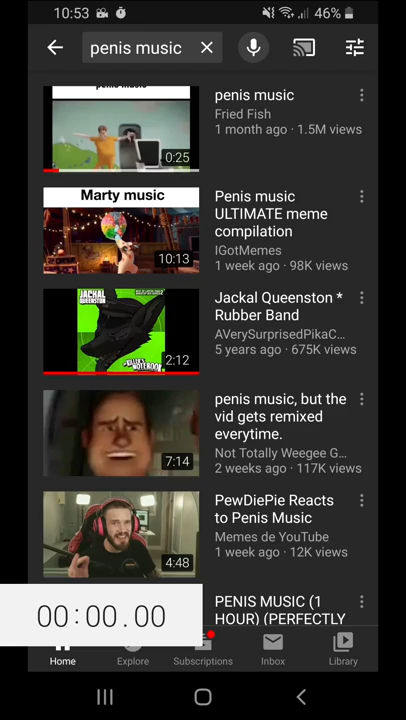 10:53
46%
penis music
penis music
penis music
Fried Fish
1 month ago · 1.5M views
0:25
Marty music
Penis music
ULTIMATE meme
compilation
IGotMemes
1 week ago · 98K views
10:13
JACKAL
QUEENSTON
KILLER'S NOTEBOOK
Jackal Queenston *
Rubber Band
AVerySurprisedPikaC...
5 years ago · 675K views
2:12
penis music, but the
vid gets remixed
everytime.
Not Totally Weegee G...
2 weeks ago · 117K views
7:14
PewDiePie Reacts
to Penis Music
Memes de YouTube
1 week ago · 12K views
4:48
PENIS MUSIC (1
HOUR) (PERFECTLY
00:00.00
Home
Explore
Subscriptions
Inbox
Library